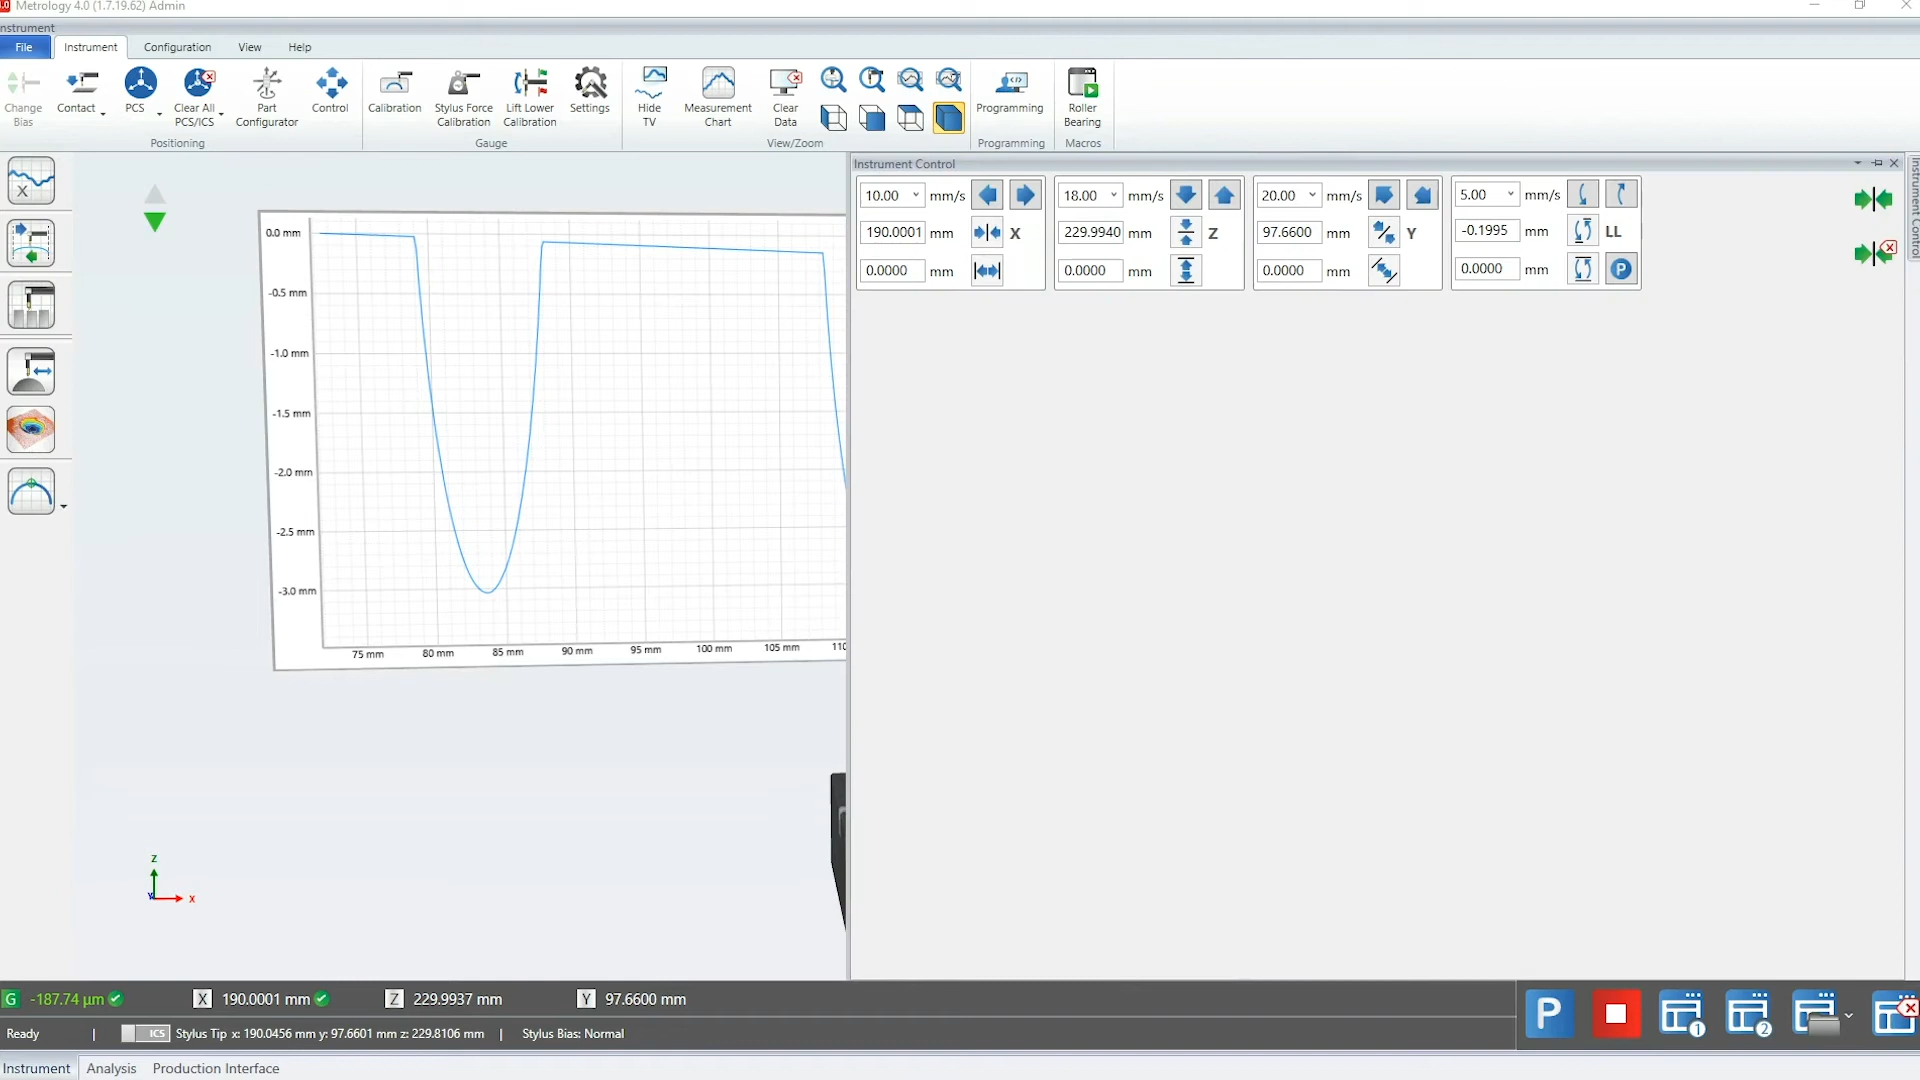 Metrology 4.0 (1.7.19.62) Admin
nstrument
File Instrument Configuration View Help
Change Bias
Contact
PCS
Clear All PCS/ICS
Part Configurator
Control
Calibration
Stylus Force Calibration
Lift Lower Calibration
Settings
Hide TV
Measurement Chart
Clear Data
Programming
Roller Bearing
Positioning
Gauge
View/Zoom
Programming
Macros
Instrument Control
Instrument Control
10.00 mm/s
190.0001 mm X
0.0000 mm
18.00 mm/s
229.9940 mm Z
0.0000 mm
20.00 mm/s
97.6600 mm Y
0.0000 mm
5.00 mm/s
-0.1995 mm LL
0.0000 mm P
X
0.0 mm
-0.5 mm
-1.0 mm
-1.5 mm
-2.0 mm
-2.5 mm
-3.0 mm
75 mm 80 mm 85 mm 90 mm 95 mm 100 mm 105 mm 110
Z
Y
X
G -187.74 µm X 190.0001 mm Z 229.9937 mm Y 97.6600 mm
P 1 2
Ready | ICS Stylus Tip x: 190.0456 mm y: 97.6601 mm z: 229.8106 mm | Stylus Bias: Normal
Instrument Analysis Production Interface